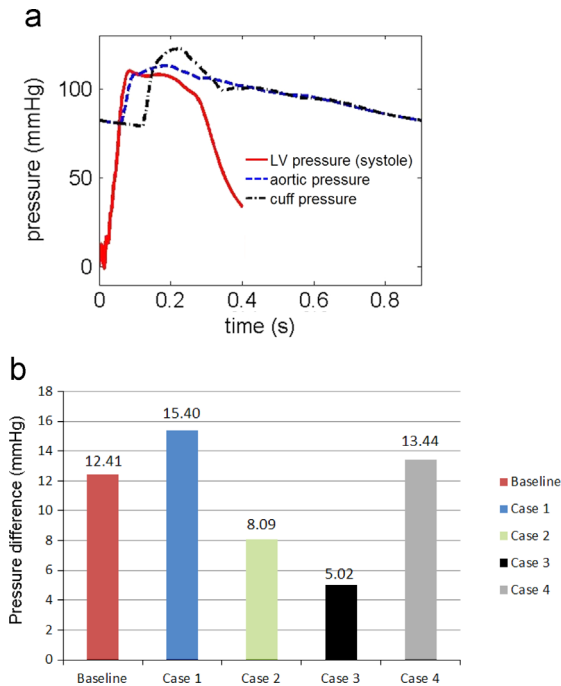 a
pressure (mmHg)
100
50
0
LV pressure (systole)
aortic pressure
cuff pressure
0 0.2 0.4 0.6 0.8
time (s)
b
Pressure difference (mmHg)
18
16
14
12
10
8
6
4
2
0
12.41
15.40
8.09
5.02
13.44
Baseline Case 1 Case 2 Case 3 Case 4
Baseline
Case 1
Case 2
Case 3
Case 4